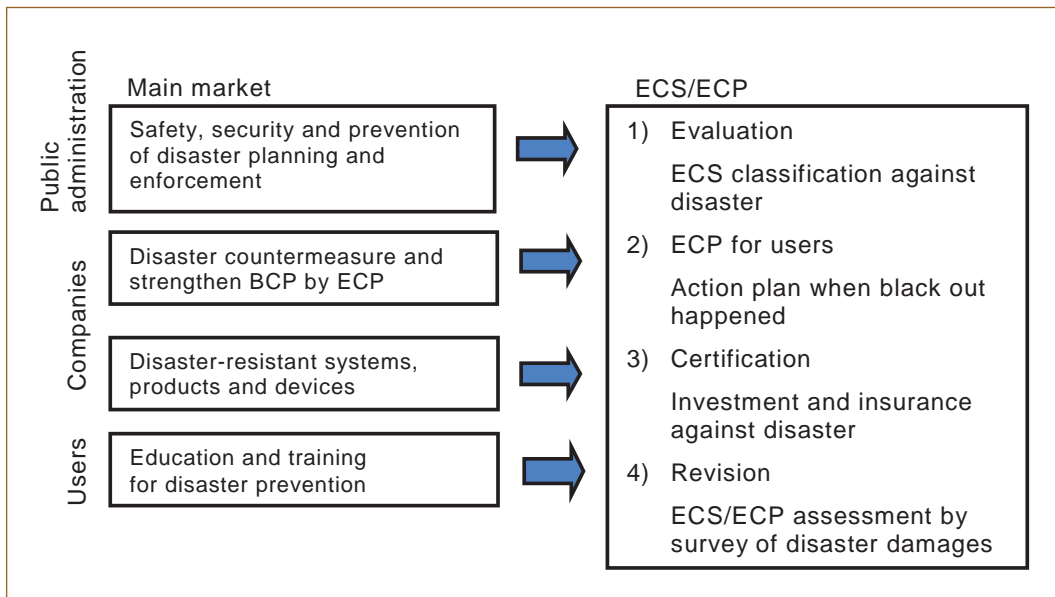 Public
administration
Main market
Safety, security and prevention
of disaster planning and
enforcement
Companies
Disaster countermeasure and
strengthen BCP by ECP
Disaster-resistant systems,
products and devices
Users
Education and training
for disaster prevention
ECS/ECP
1) Evaluation
ECS classification against
disaster
2) ECP for users
Action plan when black out
happened
3) Certification
Investment and insurance
against disaster
4) Revision
ECS/ECP assessment by
survey of disaster damages